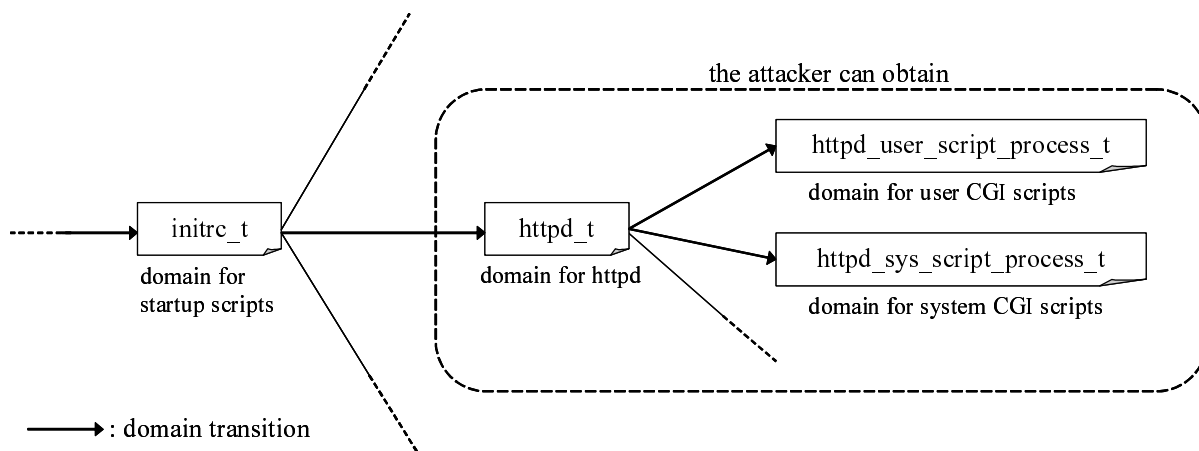 the attacker can obtain
httpd_user_script_process_t
domain for user CGI scripts
initrc_t
domain for
startup scripts
httpd_t
domain for httpd
httpd_sys_script_process_t
domain for system CGI scripts
: domain transition